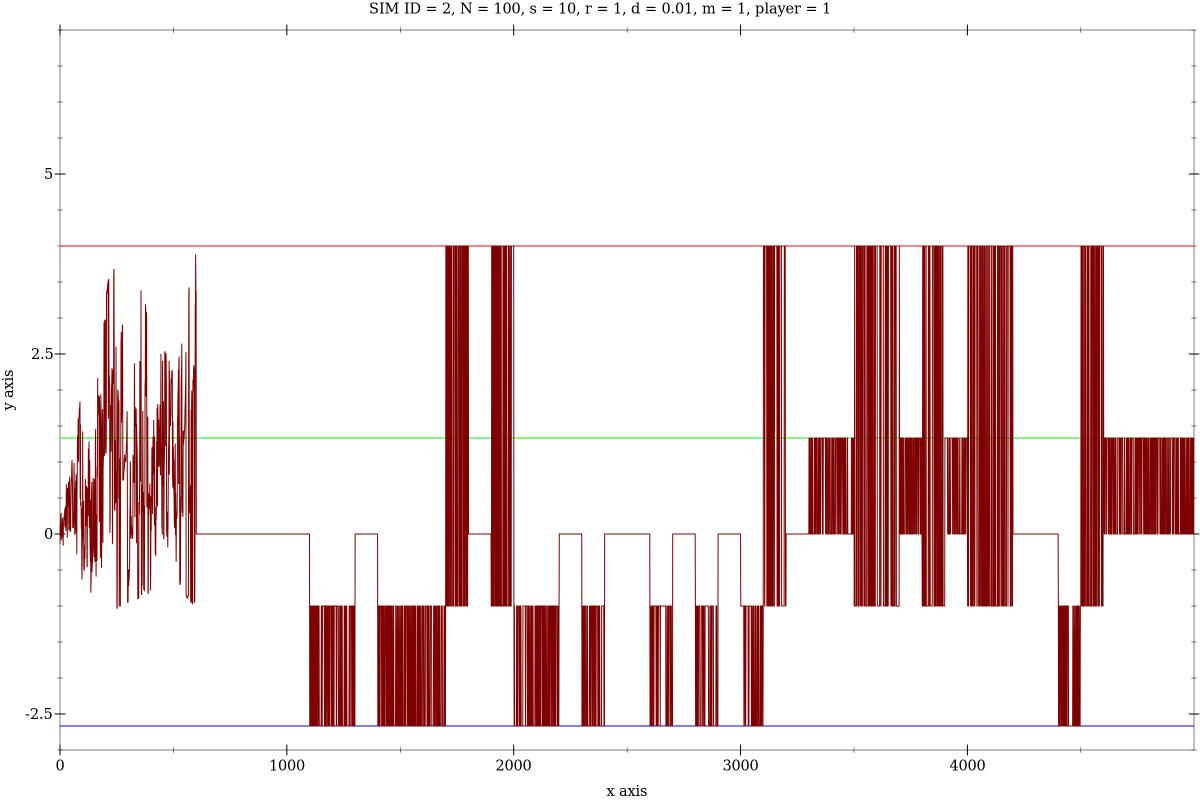 SIM ID = 2, N = 100, s = 10, r = 1, d = 0.01, m = 1, player = 1
5
2.5
0
-2.5
y axis
0 1000 2000 3000 4000
x axis